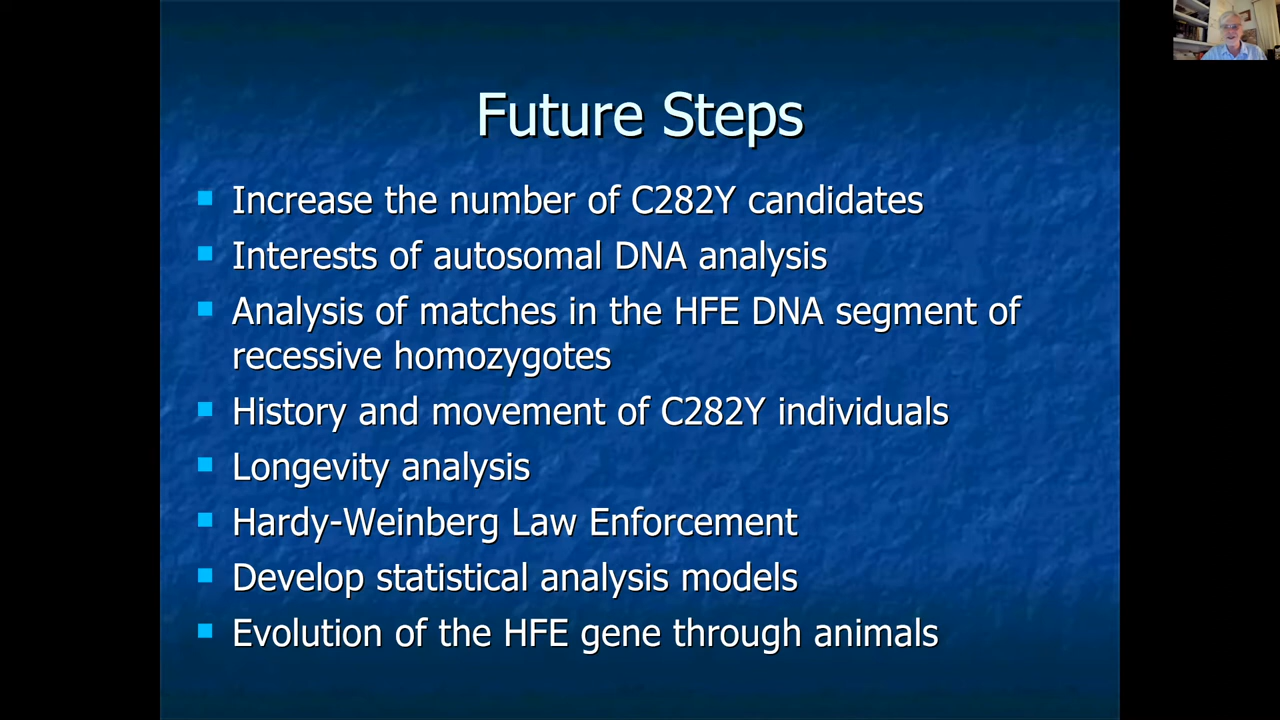 Future Steps
Increase the number of C282Y candidates
Interests of autosomal DNA analysis
Analysis of matches in the HFE DNA segment of
recessive homozygotes
History and movement of C282Y individuals
Longevity analysis
Hardy-Weinberg Law Enforcement
Develop statistical analysis models
Evolution of the HFE gene through animals